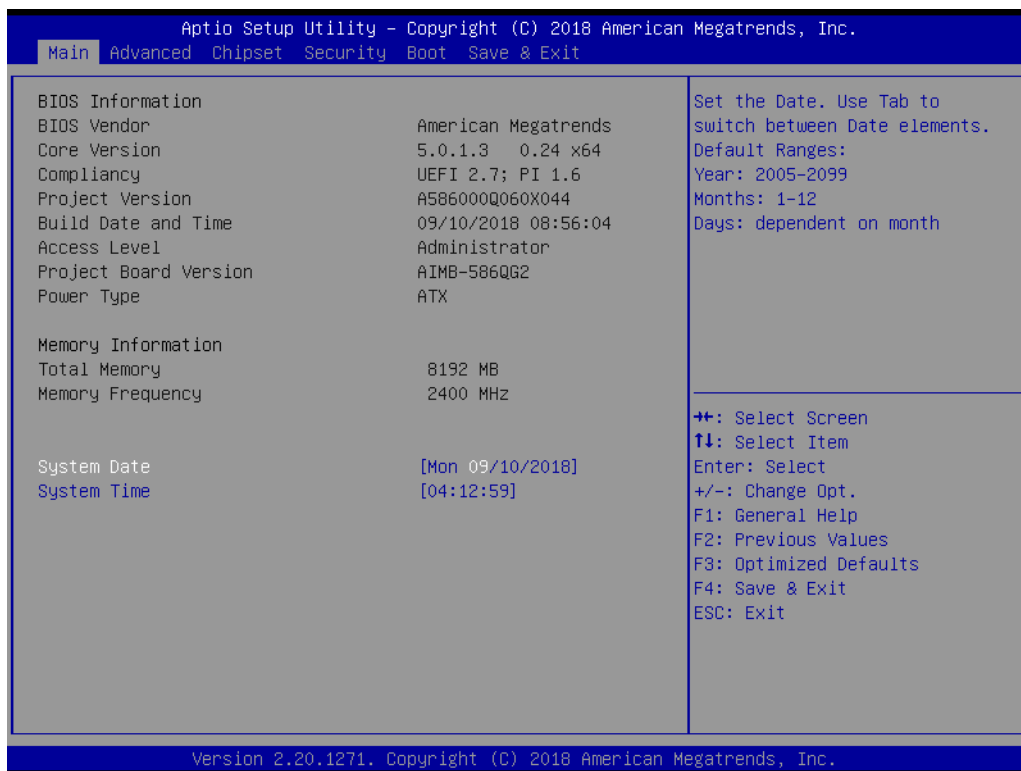 Aptio Setup Utility – Copyright (C) 2018 American Megatrends, Inc.
Main Advanced Chipset Security Boot Save & Exit
BIOS Information
BIOS Vendor American Megatrends
Core Version 5.0.1.3 0.24 x64
Compliancy UEFI 2.7; PI 1.6
Project Version A586000Q060X044
Build Date and Time 09/10/2018 08:56:04
Access Level Administrator
Project Board Version AIMB-586QG2
Power Type ATX
Memory Information
Total Memory 8192 MB
Memory Frequency 2400 MHz
System Date [Mon 09/10/2018]
System Time [04:12:59]
Set the Date. Use Tab to
switch between Date elements.
Default Ranges:
Year: 2005-2099
Months: 1-12
Days: dependent on month
→←: Select Screen
↑↓: Select Item
Enter: Select
+/-: Change Opt.
F1: General Help
F2: Previous Values
F3: Optimized Defaults
F4: Save & Exit
ESC: Exit
Version 2.20.1271. Copyright (C) 2018 American Megatrends, Inc.